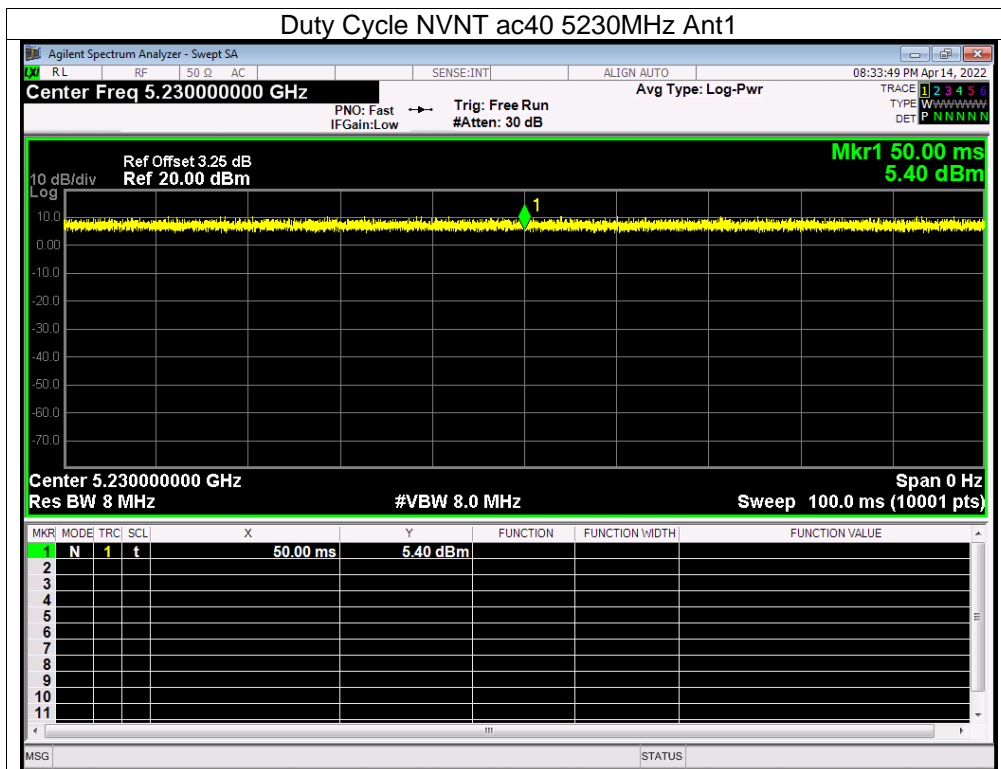 Duty Cycle NVNT ac40 5230MHz Ant1
Agilent Spectrum Analyzer - Swept SA
LXI RL RF 50 Ω AC SENSE:INT ALIGN AUTO 08:33:49 PM Apr 14, 2022
Center Freq 5.230000000 GHz Avg Type: Log-Pwr TRACE 1 2 3 4 5 6
PNO: Fast Trig: Free Run TYPE WWWWWW
IFGain:Low #Atten: 30 dB DET P N N N N N
Mkr1 50.00 ms
5.40 dBm
Ref Offset 3.25 dB
10 dB/div Ref 20.00 dBm
Log
1
10.0
0.00
-10.0
-20.0
-30.0
-40.0
-50.0
-60.0
-70.0
Center 5.230000000 GHz Span 0 Hz
Res BW 8 MHz #VBW 8.0 MHz Sweep 100.0 ms (10001 pts)
MKR MODE TRC SCL X Y FUNCTION FUNCTION WIDTH FUNCTION VALUE
1 N 1 t 50.00 ms 5.40 dBm
2
3
4
5
6
7
8
9
10
11
MSG STATUS